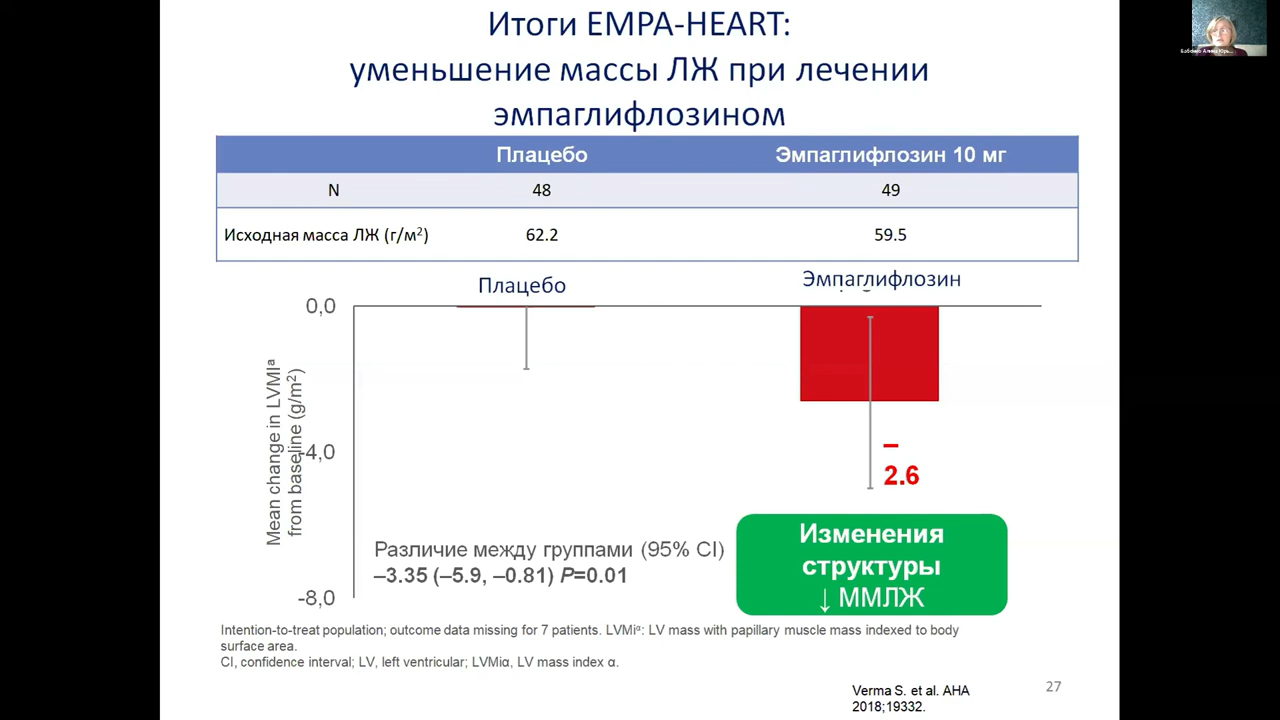 Итоги EMPA-HEART:
уменьшение массы ЛЖ при лечении
эмпаглифлозином
Плацебо Эмпаглифлозин 10 мг
N 48 49
Исходная масса ЛЖ (г/м²) 62.2 59.5
Плацебо Эмпаглифлозин
0,0
-4,0
-8,0
Mean change in LVMIᵃ
from baseline (g/m²)
–
2.6
Различие между группами (95% CI)
–3.35 (–5.9, –0.81) P=0.01
Изменения
структуры
↓ ММЛЖ
Intention-to-treat population; outcome data missing for 7 patients. LVMiᵅ: LV mass with papillary muscle mass indexed to body
surface area.
CI, confidence interval; LV, left ventricular; LVMiα, LV mass index α.
Verma S. et al. AHA
2018;19332.
27